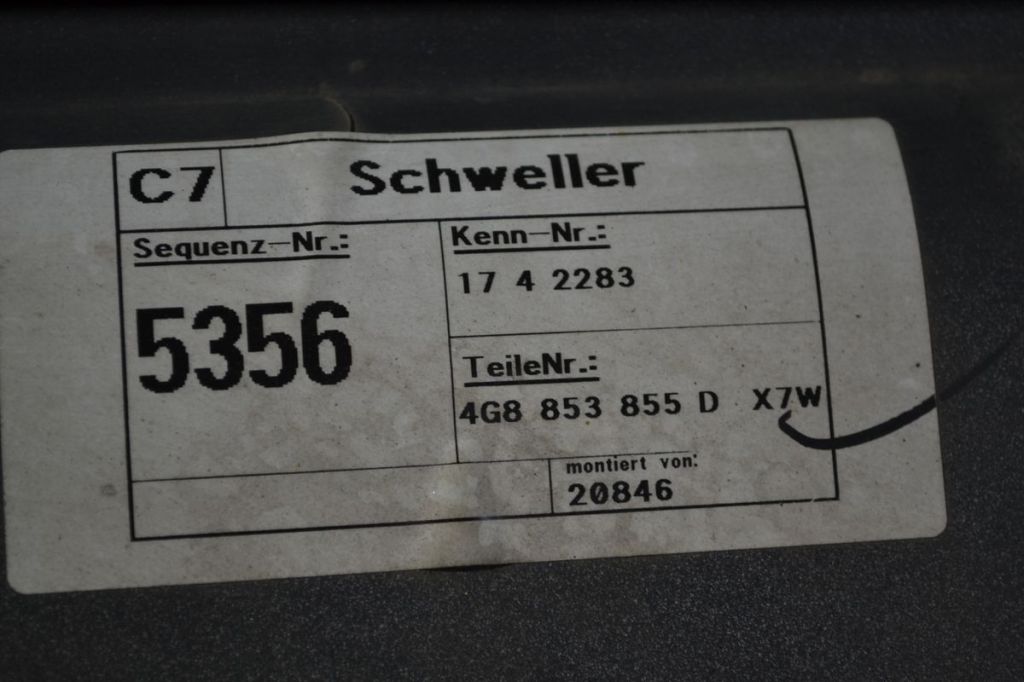 C7 Schweller
Sequenz-Nr.:
5356
Kenn-Nr.:
17 4 2283
TeileNr.:
4G8 853 855 D X7W
montiert von:
20846